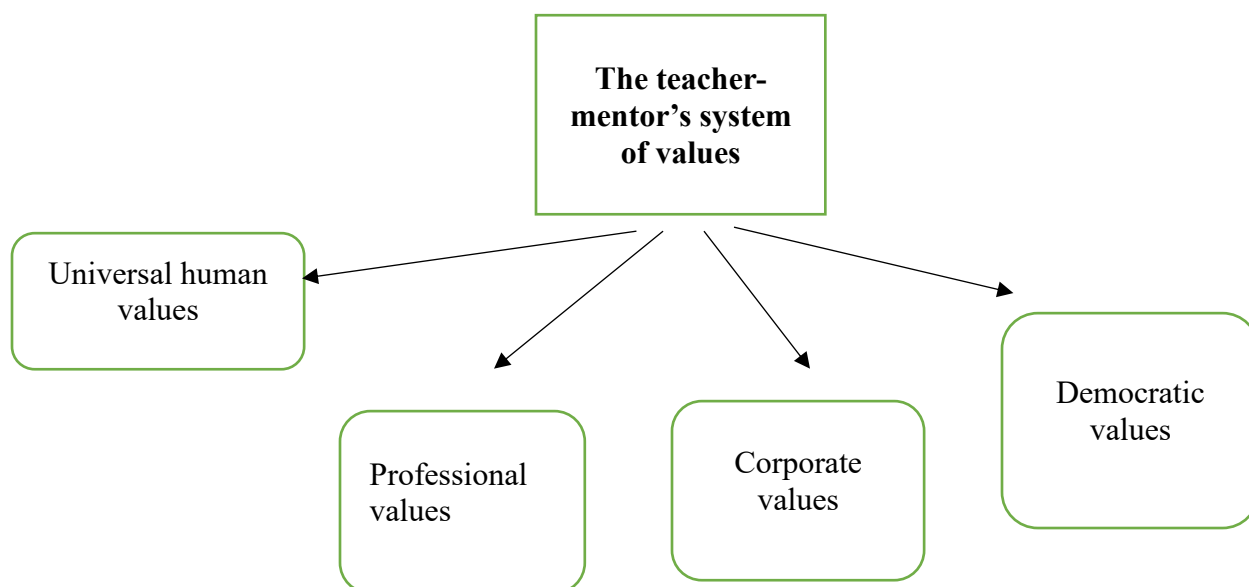 The teacher-
mentor’s system
of values
Universal human
values
Professional
values
Corporate
values
Democratic
values